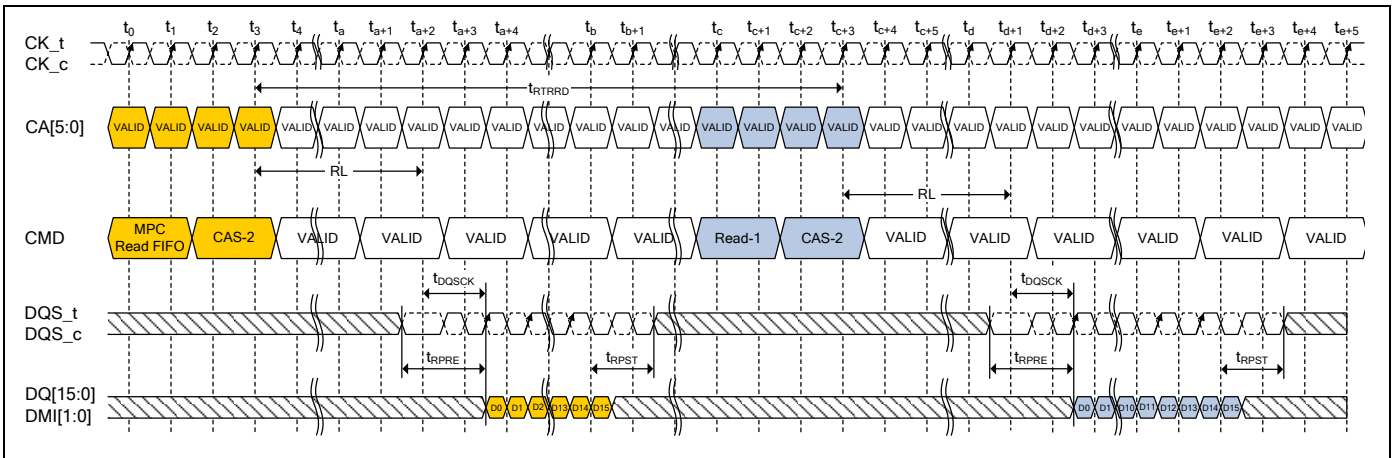 t0 t1 t2 t3 t4 ta ta+1 ta+2 ta+3 ta+4 tb tb+1 tc tc+1 tc+2 tc+3 tc+4 tc+5 td td+1 td+2 td+3 te te+1 te+2 te+3 te+4 te+5
CK_t
CK_c
tRTRRD
CA[5:0] VALID VALID VALID VALID VALID VALID VALID VALID VALID VALID VALID VALID VALID VALID VALID VALID VALID VALID VALID VALID VALID VALID VALID VALID VALID VALID VALID VALID VALID VALID
RL RL
CMD MPC Read FIFO CAS-2 VALID VALID VALID VALID VALID Read-1 CAS-2 VALID VALID VALID VALID VALID VALID
tDQSCK tDQSCK
DQS_t
DQS_c
tRPRE tRPST tRPRE tRPST
DQ[15:0] D0 D1 D2 D13 D14 D15 D0 D1 D10 D11 D12 D13 D14 D15
DMI[1:0]